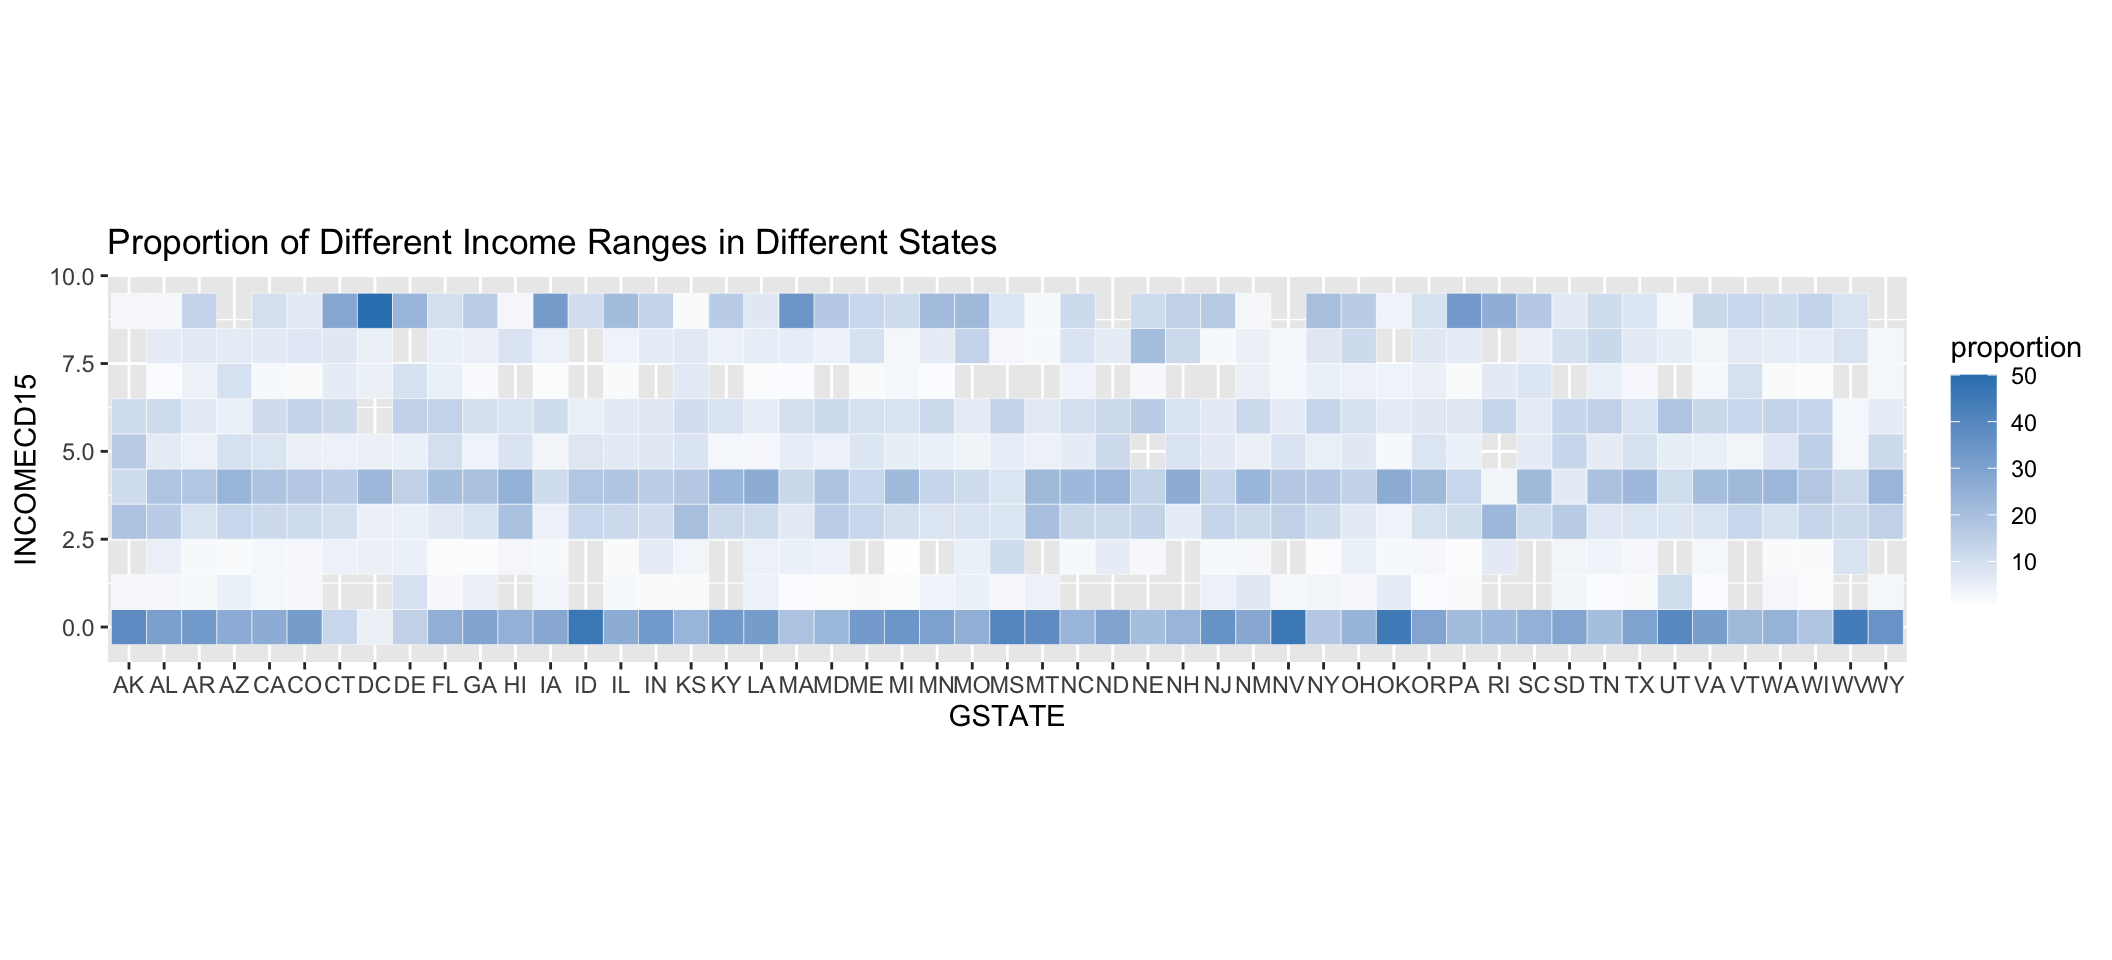 Proportion of Different Income Ranges in Different States
10.0
7.5
5.0
2.5
0.0
INCOMECD15
AK AL AR AZ CA CO CT DC DE FL GA HI IA ID IL IN KS KY LA MA MD ME MI MN MO MS MT NC ND NE NH NJ NM NV NY OH OK OR PA RI SC SD TN TX UT VA VT WA WI WV WY
GSTATE
proportion
50
40
30
20
10